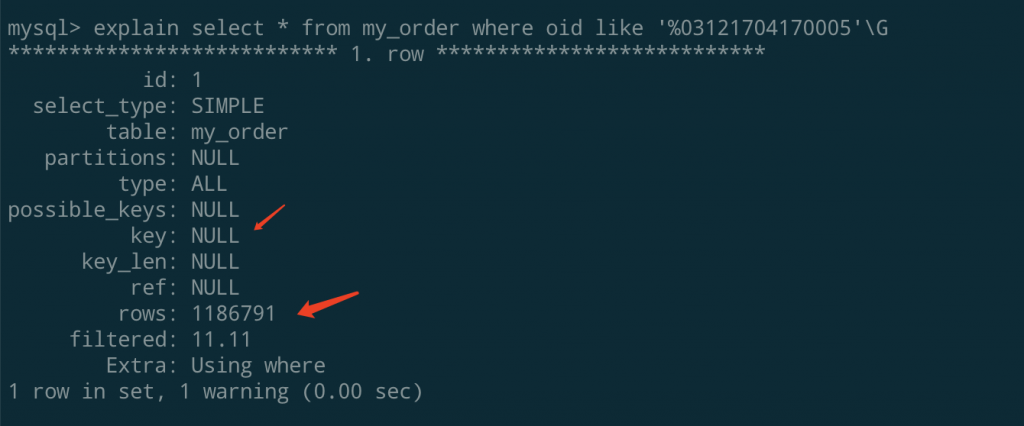 mysql> explain select * from my_order where oid like '%03121704170005'\G
*************************** 1. row ***************************
id: 1
select_type: SIMPLE
table: my_order
partitions: NULL
type: ALL
possible_keys: NULL
key: NULL
key_len: NULL
ref: NULL
rows: 1186791
filtered: 11.11
Extra: Using where
1 row in set, 1 warning (0.00 sec)